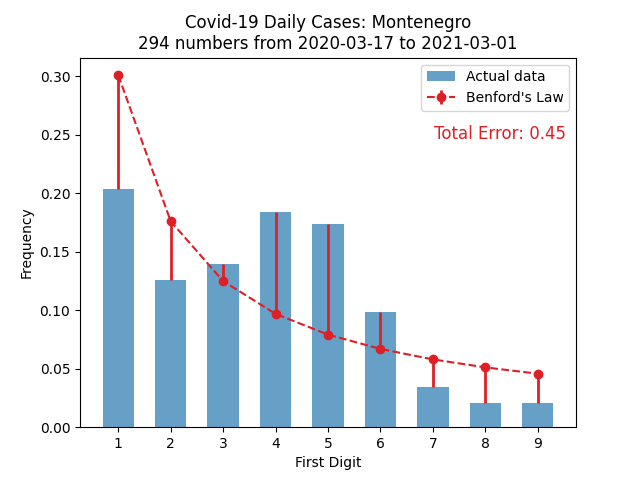 Covid-19 Daily Cases: Montenegro
294 numbers from 2020-03-17 to 2021-03-01
Actual data
Benford's Law
Total Error: 0.45
Frequency
0.30
0.25
0.20
0.15
0.10
0.05
0.00
1 2 3 4 5 6 7 8 9
First Digit